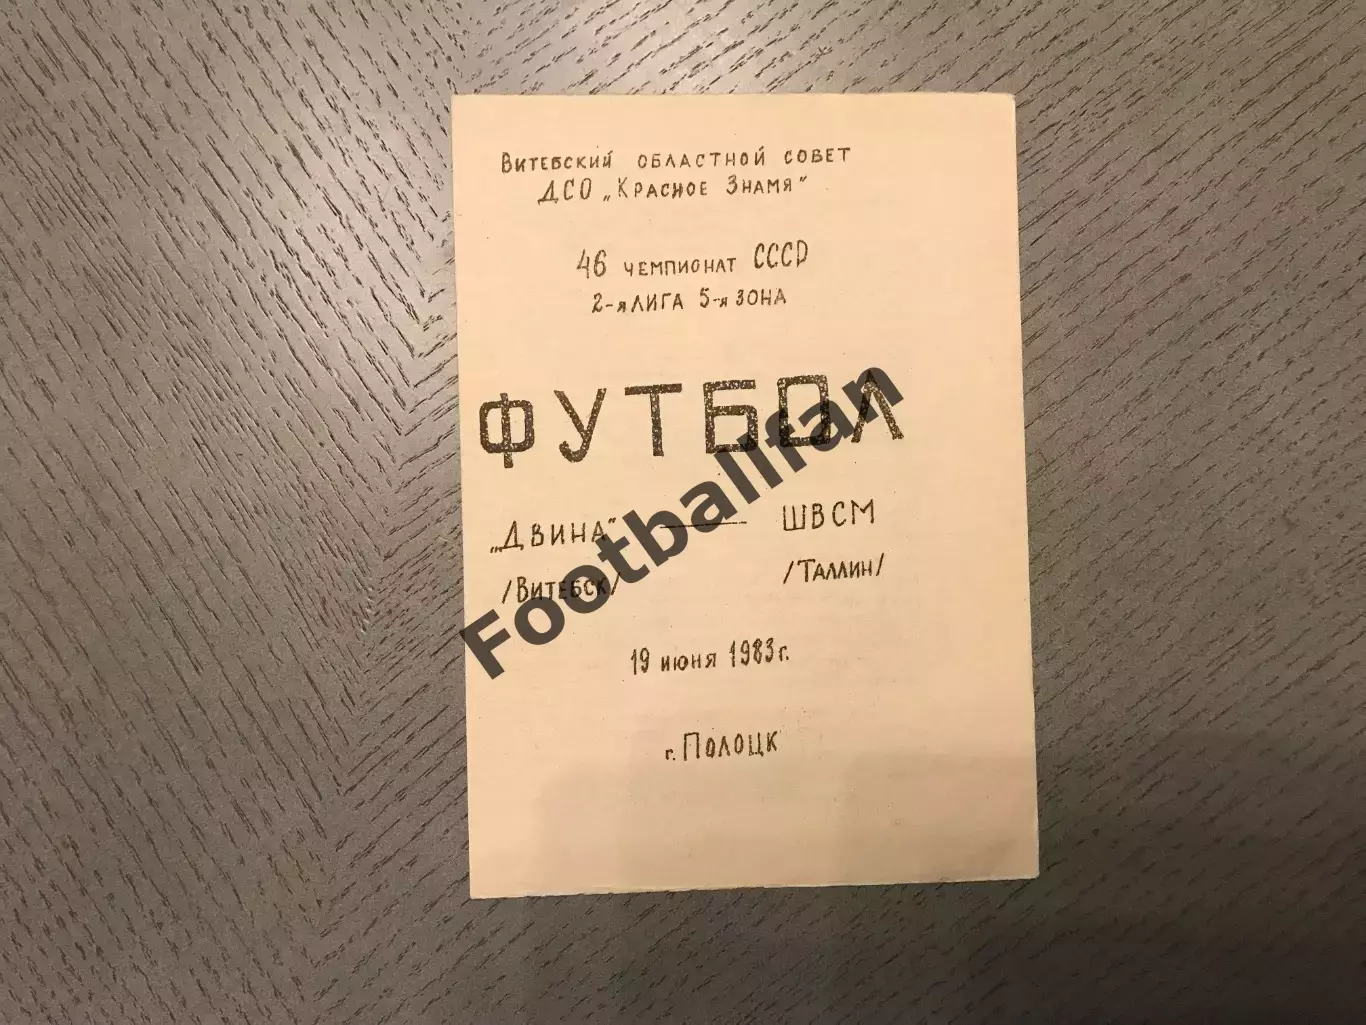 Витебский областной совет
ДСО „Красное Знамя"
46 чемпионат СССР
2-я лига 5-я зона
ФУТБОЛ
„Двина" — ШВСМ
/Витебск/ /Таллин/
19 июня 1983 г.
г. Полоцк
Footballfan